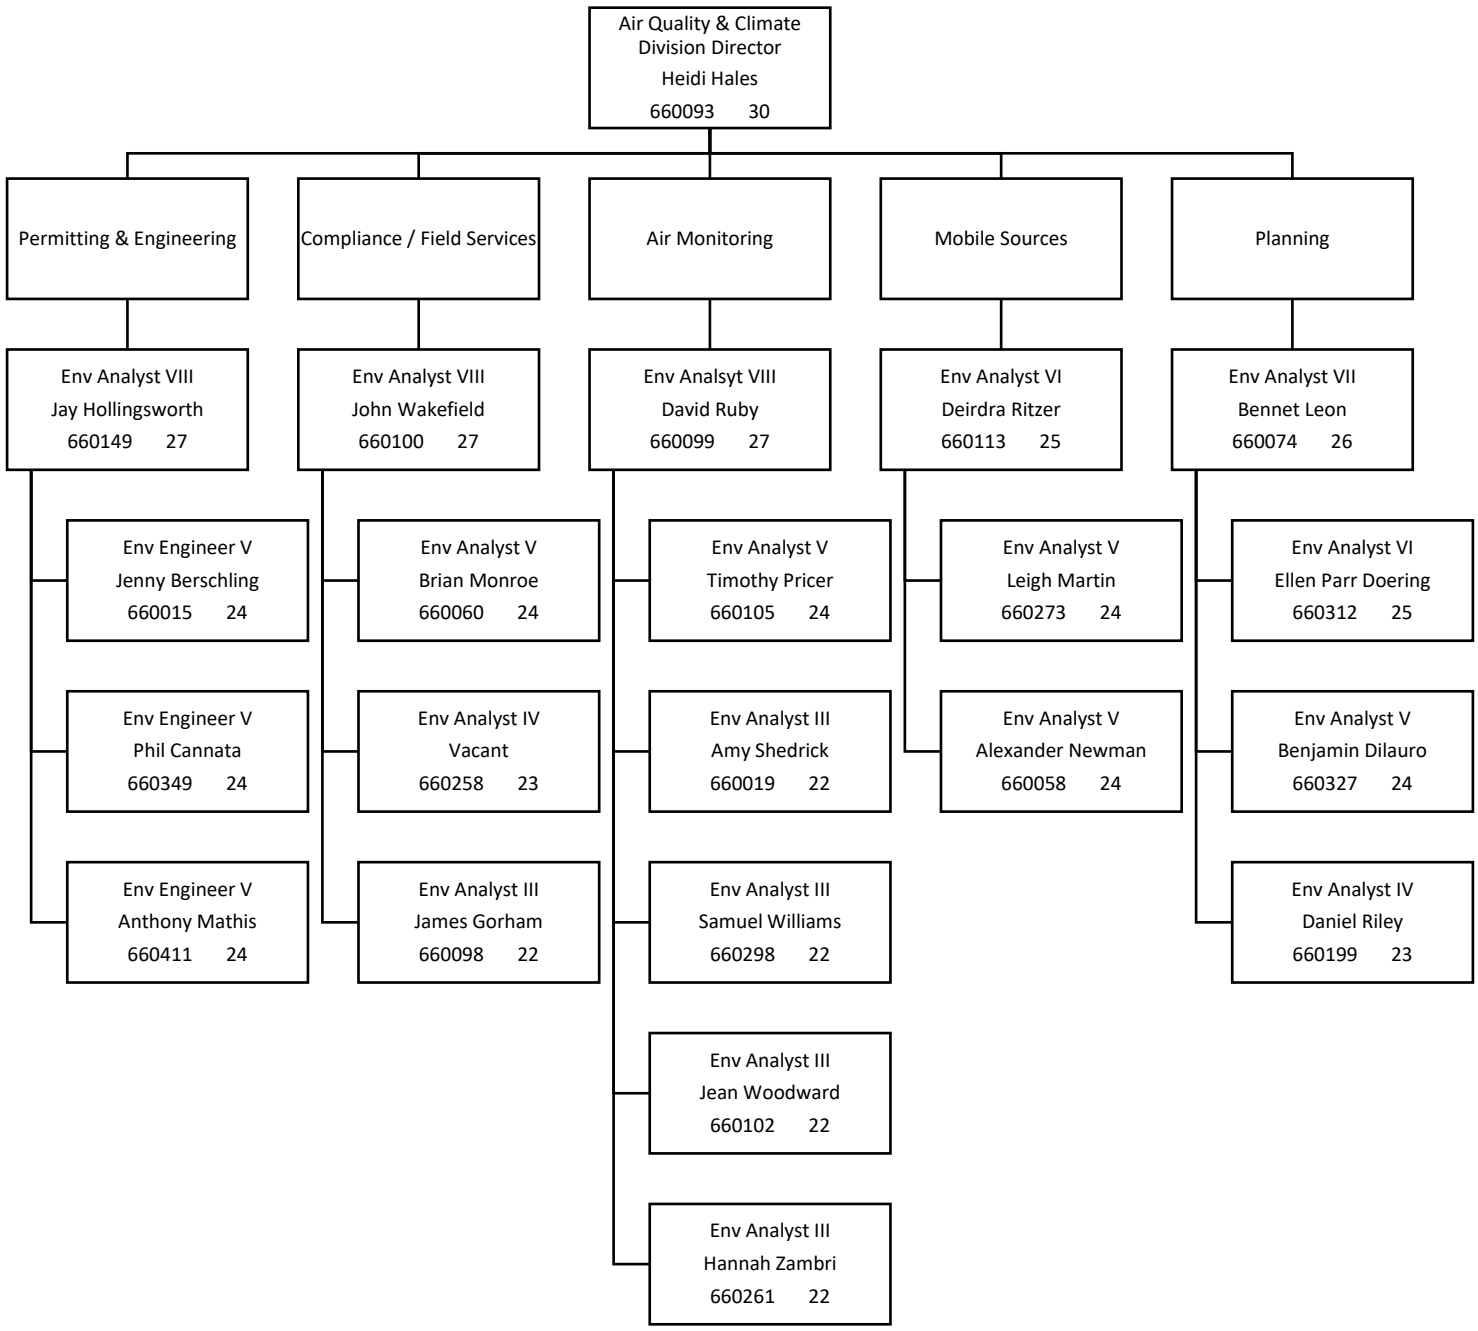 Air Quality & Climate
Division Director
Heidi Hales
660093 30
Permitting & Engineering
Compliance / Field Services
Air Monitoring
Mobile Sources
Planning
Env Analyst VIII
Jay Hollingsworth
660149 27
Env Analyst VIII
John Wakefield
660100 27
Env Analsyt VIII
David Ruby
660099 27
Env Analyst VI
Deirdra Ritzer
660113 25
Env Analyst VII
Bennet Leon
660074 26
Env Engineer V
Jenny Berschling
660015 24
Env Analyst V
Brian Monroe
660060 24
Env Analyst V
Timothy Pricer
660105 24
Env Analyst V
Leigh Martin
660273 24
Env Analyst VI
Ellen Parr Doering
660312 25
Env Engineer V
Phil Cannata
660349 24
Env Analyst IV
Vacant
660258 23
Env Analyst III
Amy Shedrick
660019 22
Env Analyst V
Alexander Newman
660058 24
Env Analyst V
Benjamin Dilauro
660327 24
Env Engineer V
Anthony Mathis
660411 24
Env Analyst III
James Gorham
660098 22
Env Analyst III
Samuel Williams
660298 22
Env Analyst IV
Daniel Riley
660199 23
Env Analyst III
Jean Woodward
660102 22
Env Analyst III
Hannah Zambri
660261 22